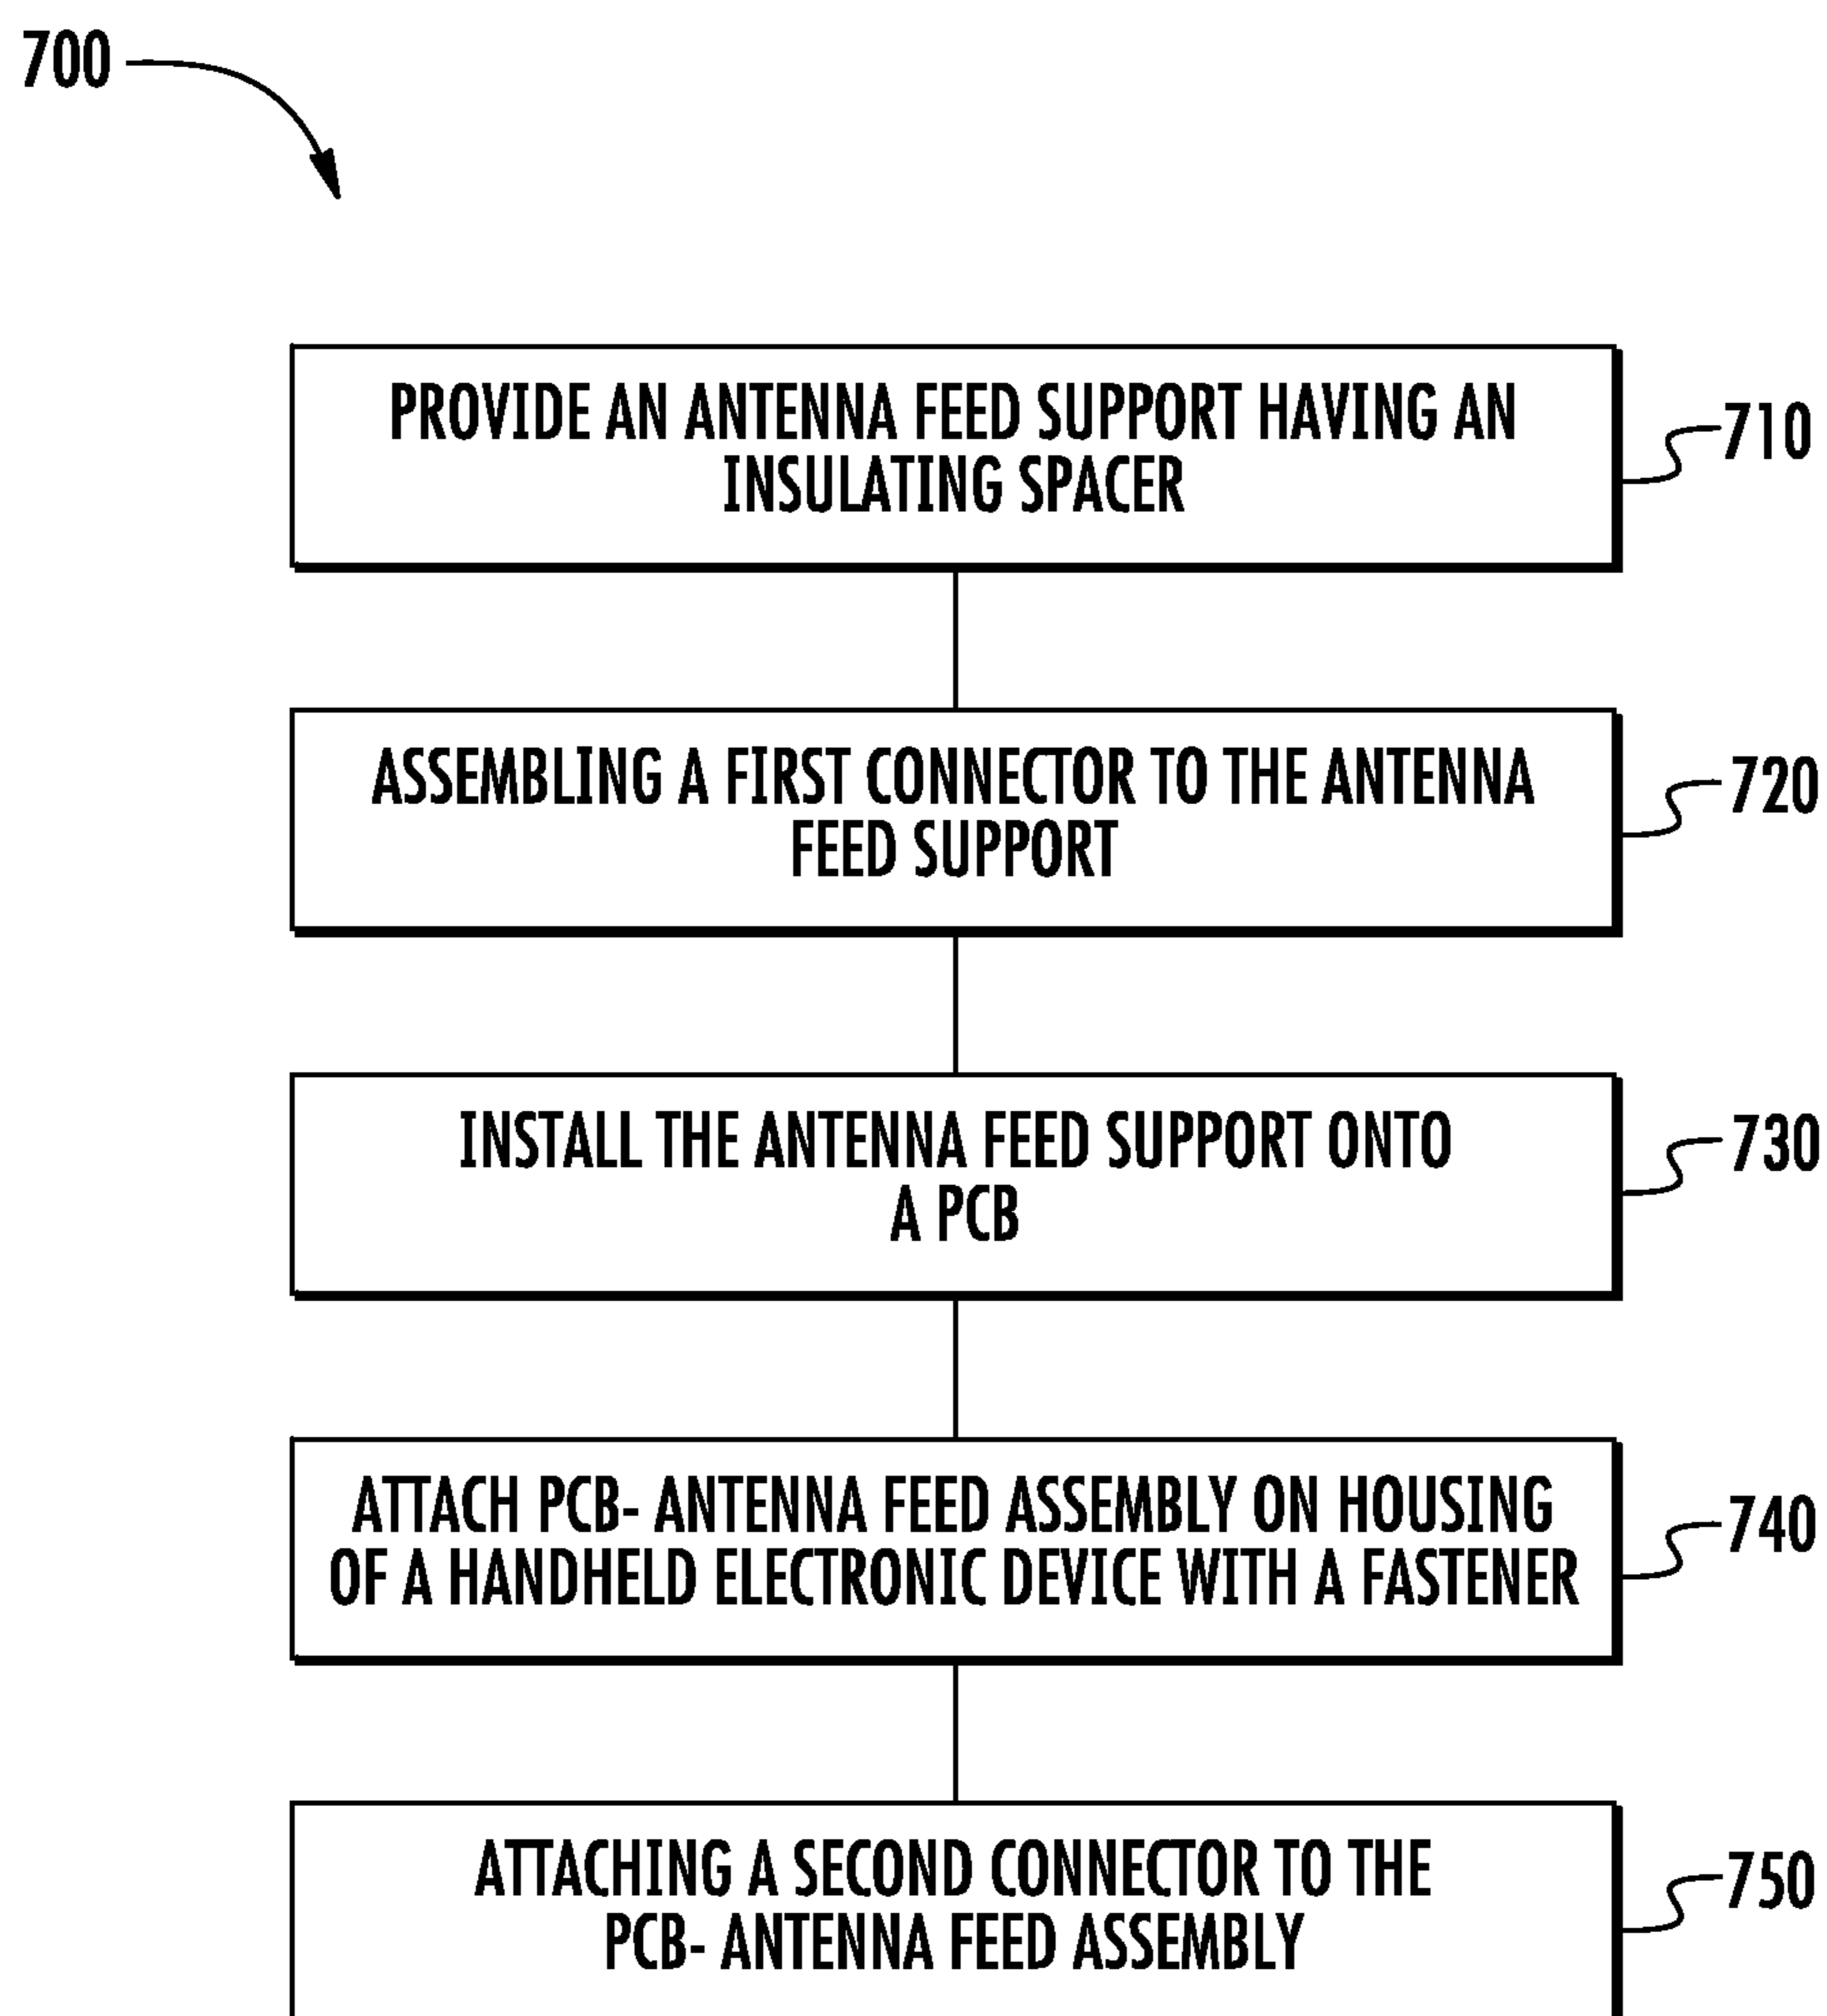 700
PROVIDE AN ANTENNA FEED SUPPORT HAVING AN
INSULATING SPACER
710
ASSEMBLING A FIRST CONNECTOR TO THE ANTENNA
FEED SUPPORT
720
INSTALL THE ANTENNA FEED SUPPORT ONTO
A PCB
730
ATTACH PCB- ANTENNA FEED ASSEMBLY ON HOUSING
OF A HANDHELD ELECTRONIC DEVICE WITH A FASTENER
740
ATTACHING A SECOND CONNECTOR TO THE
PCB- ANTENNA FEED ASSEMBLY
750